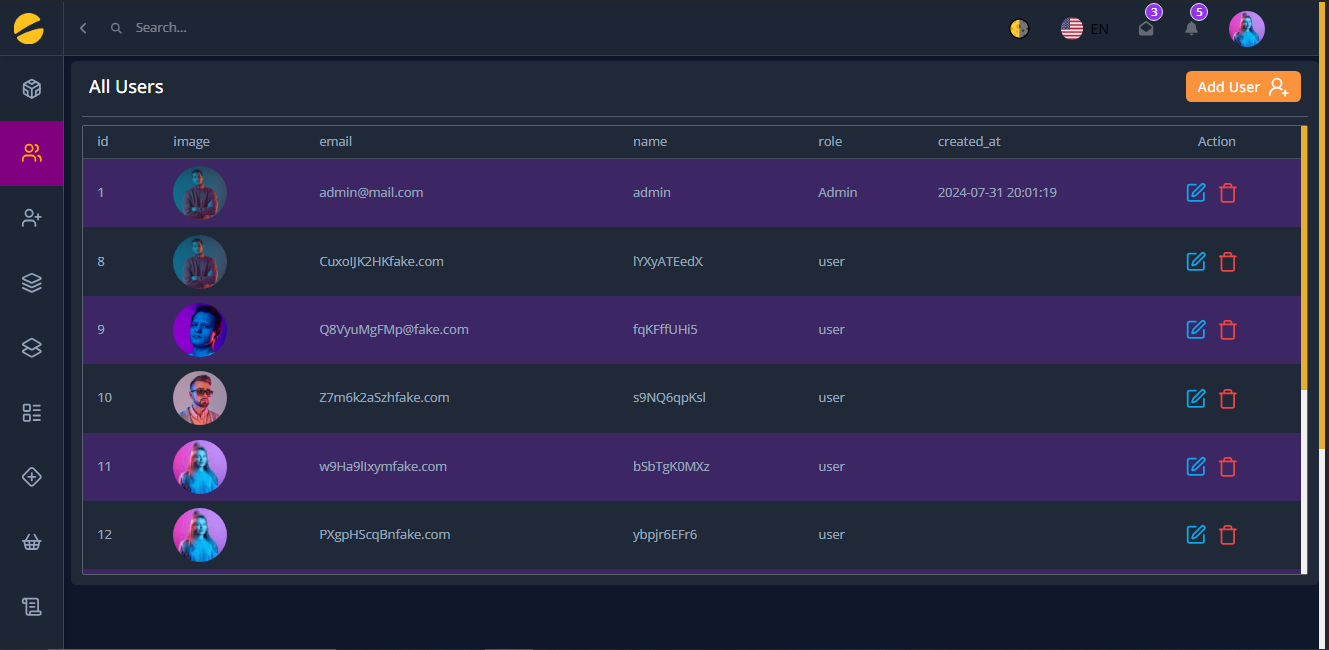 Search...
EN
3
5
All Users
Add User
id image email name role created_at Action
1 admin@mail.com admin Admin 2024-07-31 20:01:19
8 CuxoIJK2HKfake.com lYXyATEedX user
9 Q8VyuMgFMp@fake.com fqKFffUHi5 user
10 Z7m6k2aSzhfake.com s9NQ6qpKsl user
11 w9Ha9lIxymfake.com bSbTgK0MXz user
12 PXgpHScqBnfake.com ybpjr6EFr6 user